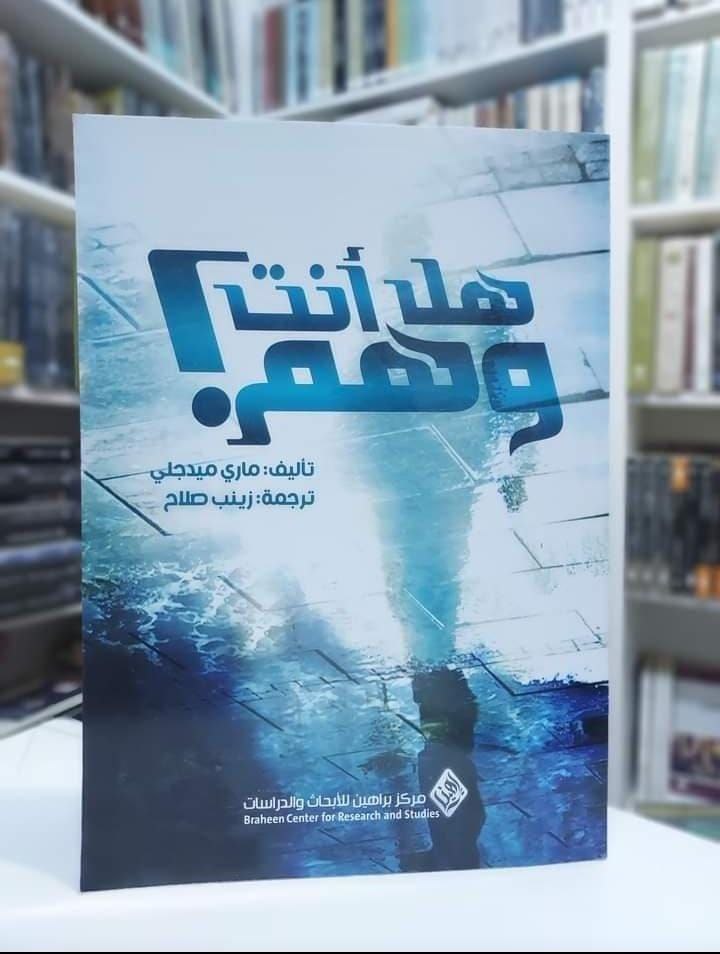 هل أنت
وهم؟
تأليف: ماري ميدجلي
ترجمة: زينب صلاح
مركز براهين للأبحاث والدراسات
Braheen Center for Research and Studies